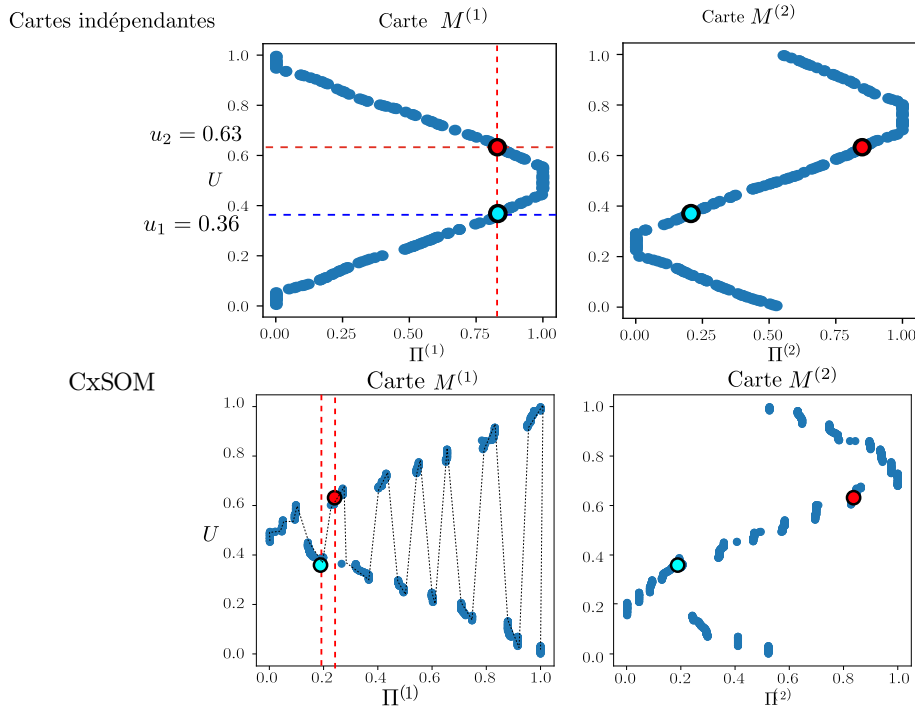 Cartes indépendantes
Carte M^{(1)}
Carte M^{(2)}
1.0
0.8
0.6
0.4
0.2
0.0
u_2 = 0.63
U
u_1 = 0.36
0.00 0.25 0.50 0.75 1.00
Π^{(1)}
1.0
0.8
0.6
0.4
0.2
0.0
0.00 0.25 0.50 0.75 1.00
Π^{(2)}
CxSOM
Carte M^{(1)}
Carte M^{(2)}
1.0
0.8
0.6
U
0.4
0.2
0.0
0.0 0.2 0.4 0.6 0.8 1.0
Π^{(1)}
1.0
0.8
0.6
0.4
0.2
0.0
0.0 0.2 0.4 0.6 0.8 1.0
Π^{(2)}